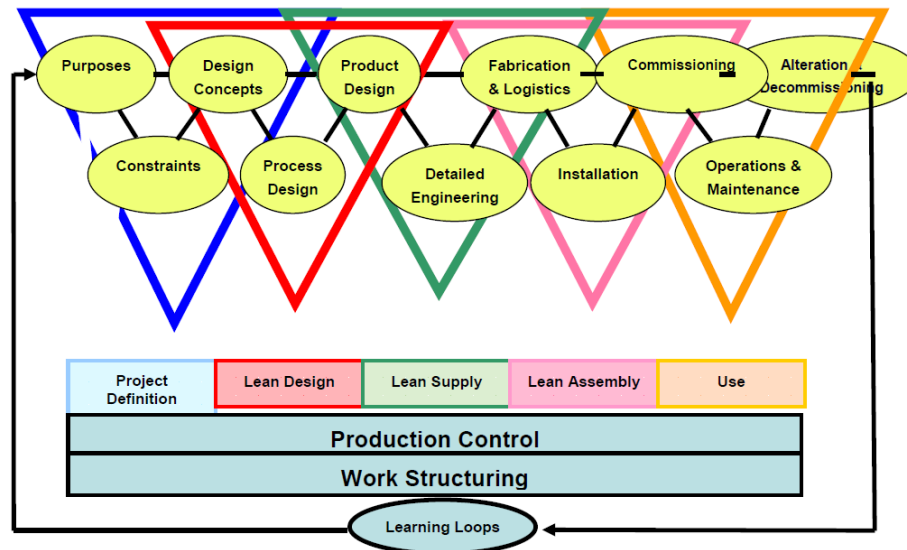 Purposes
Design
Concepts
Product
Design
Fabrication
& Logistics
Commissioning
Alteration &
Decommissioning
Constraints
Process
Design
Detailed
Engineering
Installation
Operations &
Maintenance
Project
Definition
Lean Design
Lean Supply
Lean Assembly
Use
Production Control
Work Structuring
Learning Loops